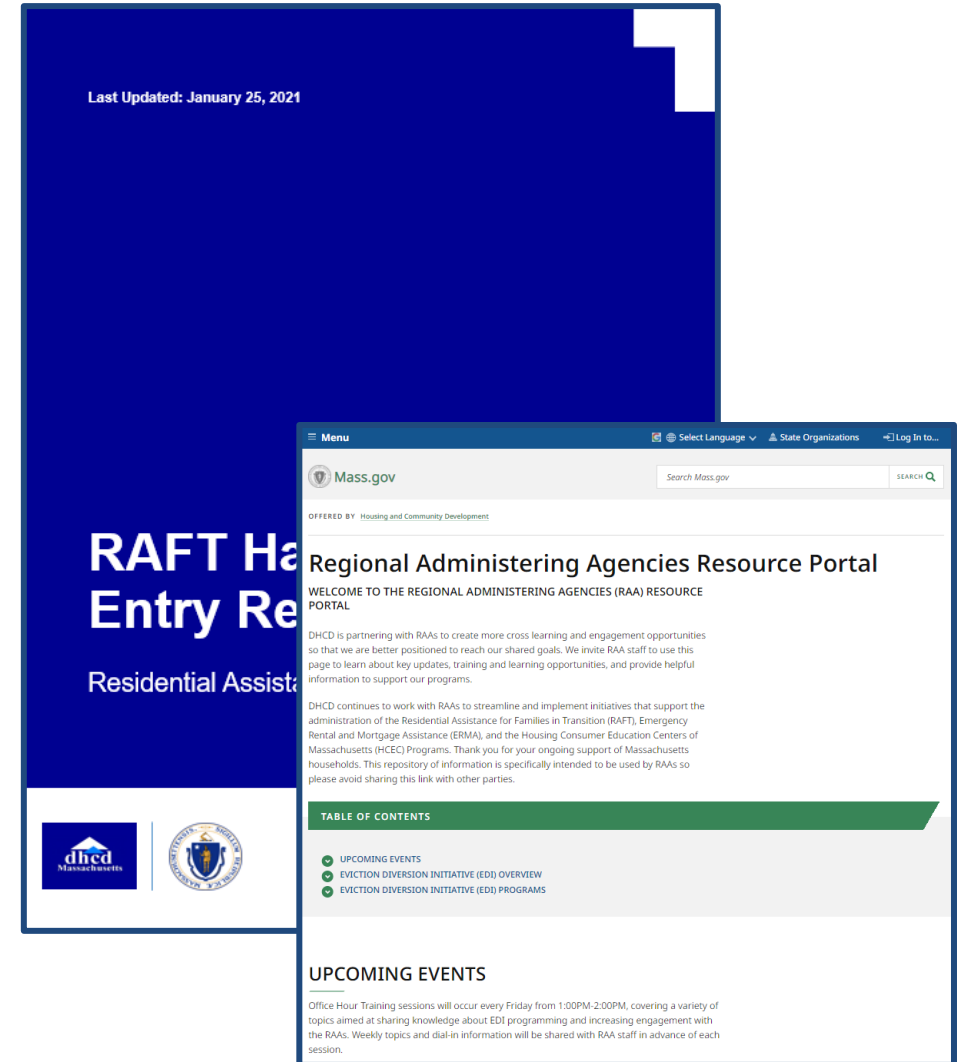 Last Updated: January 25, 2021
RAFT Ha
Entry Re
Residential Assista
dhcd
Massachusetts
Menu
Select Language
State Organizations
Log In to...
Mass.gov
Search Mass.gov
SEARCH
OFFERED BY Housing and Community Development
Regional Administering Agencies Resource Portal
WELCOME TO THE REGIONAL ADMINISTERING AGENCIES (RAA) RESOURCE
PORTAL
DHCD is partnering with RAAs to create more cross learning and engagement opportunities
so that we are better positioned to reach our shared goals. We invite RAA staff to use this
page to learn about key updates, training and learning opportunities, and provide helpful
information to support our programs.
DHCD continues to work with RAAs to streamline and implement initiatives that support the
administration of the Residential Assistance for Families in Transition (RAFT), Emergency
Rental and Mortgage Assistance (ERMA), and the Housing Consumer Education Centers of
Massachusetts (HCEC) Programs. Thank you for your ongoing support of Massachusetts
households. This repository of information is specifically intended to be used by RAAs so
please avoid sharing this link with other parties.
TABLE OF CONTENTS
UPCOMING EVENTS
EVICTION DIVERSION INITIATIVE (EDI) OVERVIEW
EVICTION DIVERSION INITIATIVE (EDI) PROGRAMS
UPCOMING EVENTS
Office Hour Training sessions will occur every Friday from 1:00PM-2:00PM, covering a variety of
topics aimed at sharing knowledge about EDI programming and increasing engagement with
the RAAs. Weekly topics and dial-in information will be shared with RAA staff in advance of each
session.